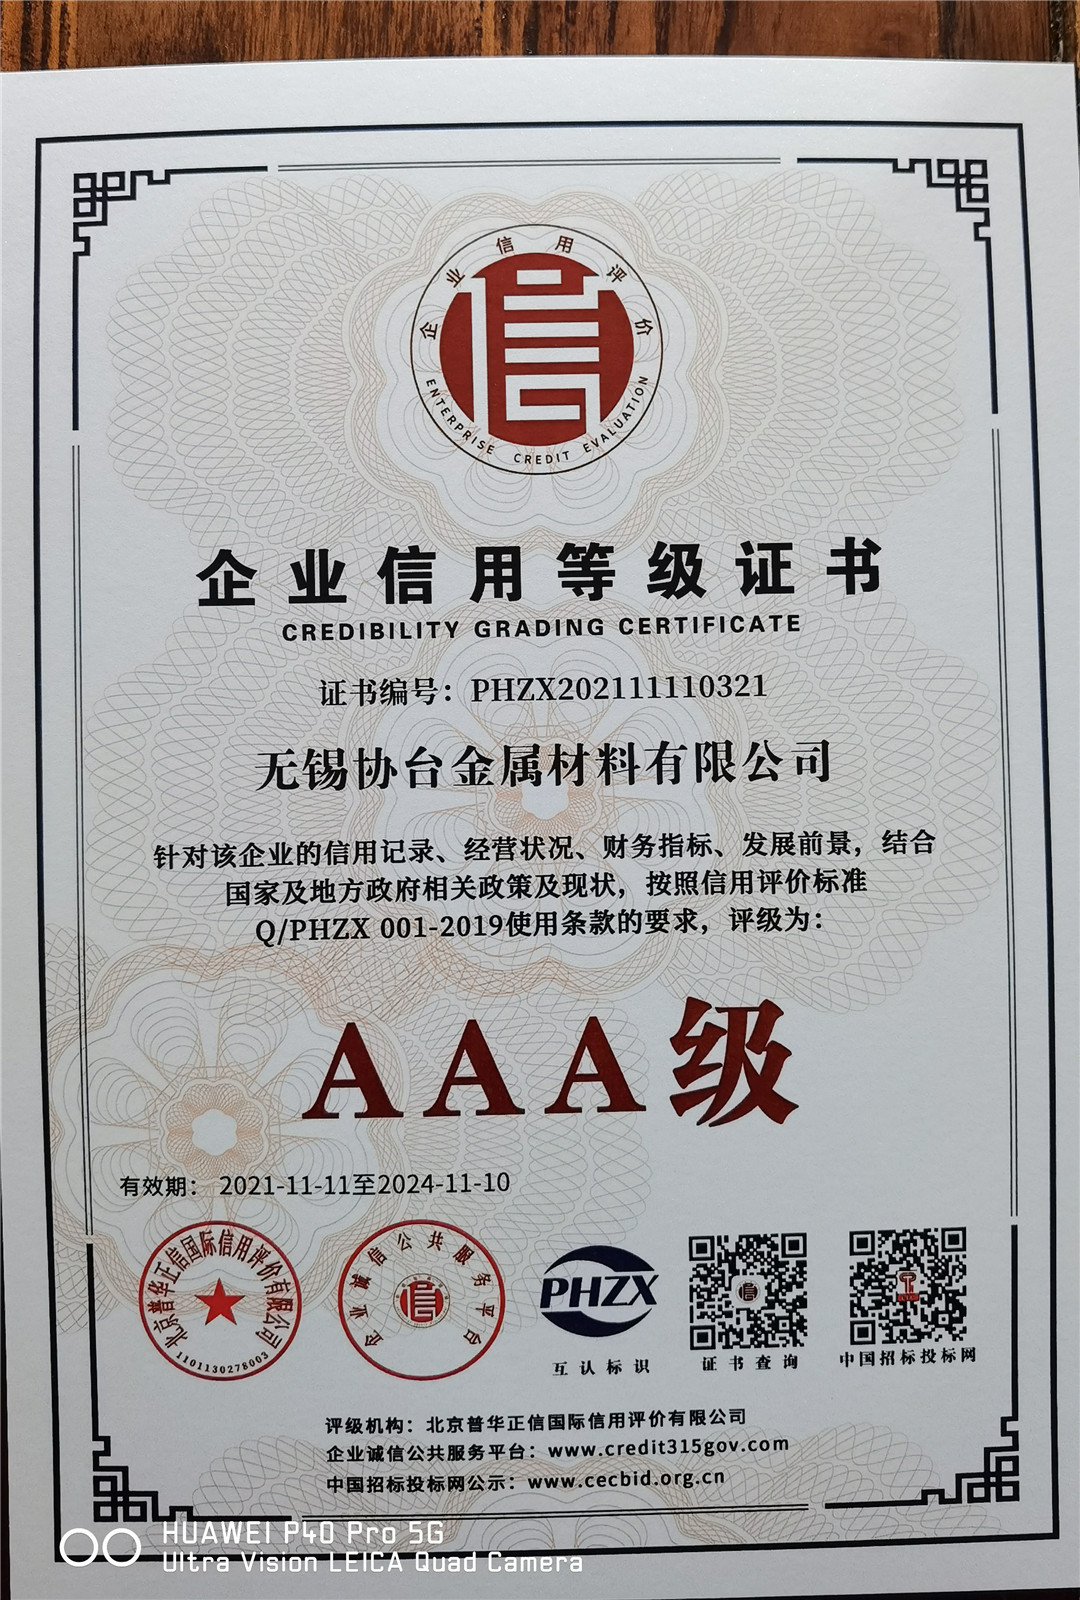 企业信用评价
信
ENTERPRISE CREDIT EVALUATION
企业信用等级证书
CREDIBILITY GRADING CERTIFICATE
证书编号：PHZX202111110321
无锡协台金属材料有限公司
针对该企业的信用记录、经营状况、财务指标、发展前景，结合
国家及地方政府相关政策及现状，按照信用评价标准
Q/PHZX 001-2019使用条款的要求，评级为：
AAA级
有效期： 2021-11-11至2024-11-10
北京普华正信国际信用评价有限公司
1101130278003
企业诚信公共服务平台
信
PHZX
互认标识
证书查询
中国招标投标网
评级机构：北京普华正信国际信用评价有限公司
企业诚信公共服务平台：www.credit315gov.com
中国招标投标网公示：www.cecbid.org.cn
HUAWEI P40 Pro 5G
Ultra Vision LEICA Quad Camera